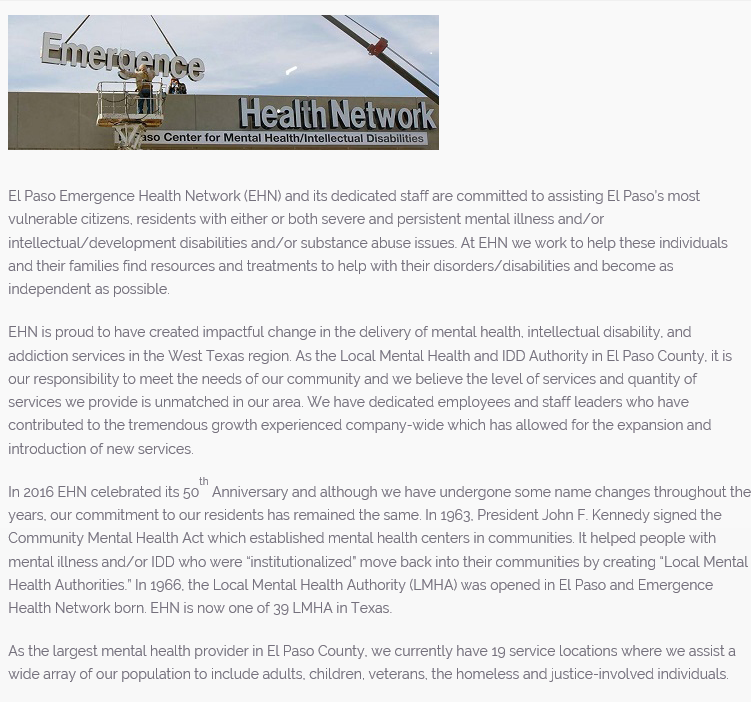 Emergence
Health Network
aso Center for Mental Health/Intellectual Disabilities
El Paso Emergence Health Network (EHN) and its dedicated staff are committed to assisting El Paso's most
vulnerable citizens, residents with either or both severe and persistent mental illness and/or
intellectual/development disabilities and/or substance abuse issues. At EHN we work to help these individuals
and their families find resources and treatments to help with their disorders/disabilities and become as
independent as possible.
EHN is proud to have created impactful change in the delivery of mental health, intellectual disability, and
addiction services in the West Texas region. As the Local Mental Health and IDD Authority in El Paso County, it is
our responsibility to meet the needs of our community and we believe the level of services and quantity of
services we provide is unmatched in our area. We have dedicated employees and staff leaders who have
contributed to the tremendous growth experienced company-wide which has allowed for the expansion and
introduction of new services.
In 2016 EHN celebrated its 50th Anniversary and although we have undergone some name changes throughout the
years, our commitment to our residents has remained the same. In 1963, President John F. Kennedy signed the
Community Mental Health Act which established mental health centers in communities. It helped people with
mental illness and/or IDD who were “institutionalized” move back into their communities by creating “Local Mental
Health Authorities.” In 1966, the Local Mental Health Authority (LMHA) was opened in El Paso and Emergence
Health Network born. EHN is now one of 39 LMHA in Texas.
As the largest mental health provider in El Paso County, we currently have 19 service locations where we assist a
wide array of our population to include adults, children, veterans, the homeless and justice-involved individuals.